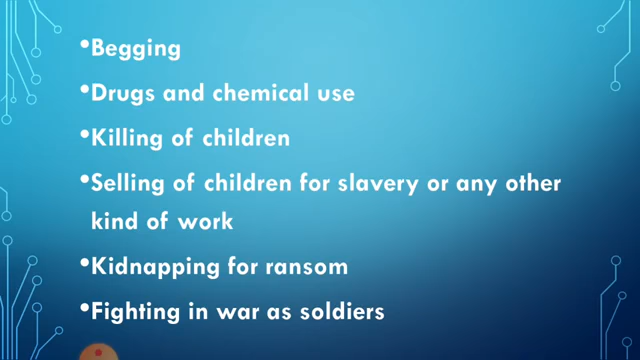 •Begging
•Drugs and chemical use
•Killing of children
•Selling of children for slavery or any other
kind of work
•Kidnapping for ransom
•Fighting in war as soldiers